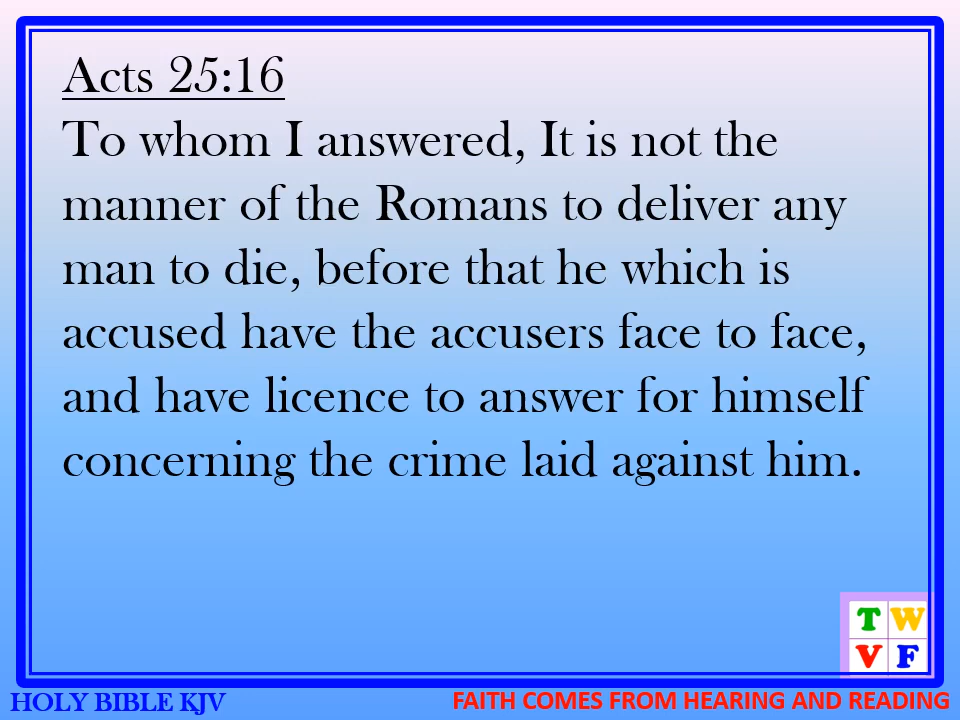 Acts 25:16
To whom I answered, It is not the
manner of the Romans to deliver any
man to die, before that he which is
accused have the accusers face to face,
and have licence to answer for himself
concerning the crime laid against him.
T W
V F
HOLY BIBLE KJV
FAITH COMES FROM HEARING AND READING